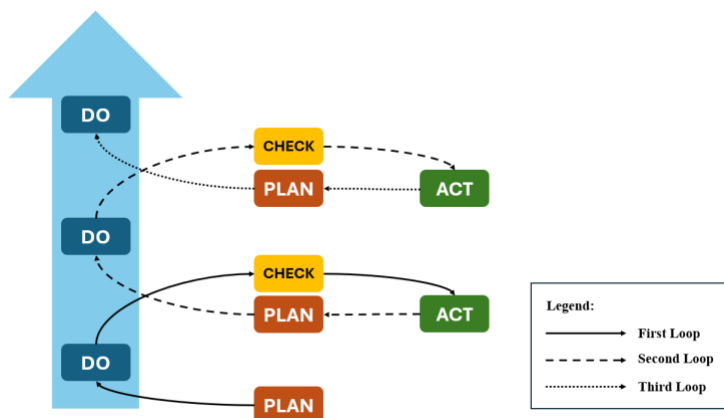 DO
CHECK
PLAN
ACT
DO
CHECK
PLAN
ACT
DO
PLAN
Legend:
First Loop
Second Loop
Third Loop